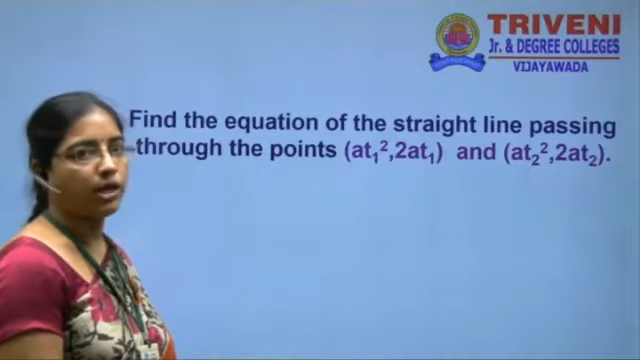 TRIVENI
Jr. & DEGREE COLLEGES
VIJAYAWADA
Find the equation of the straight line passing
through the points (at₁²,2at₁) and (at₂²,2at₂).